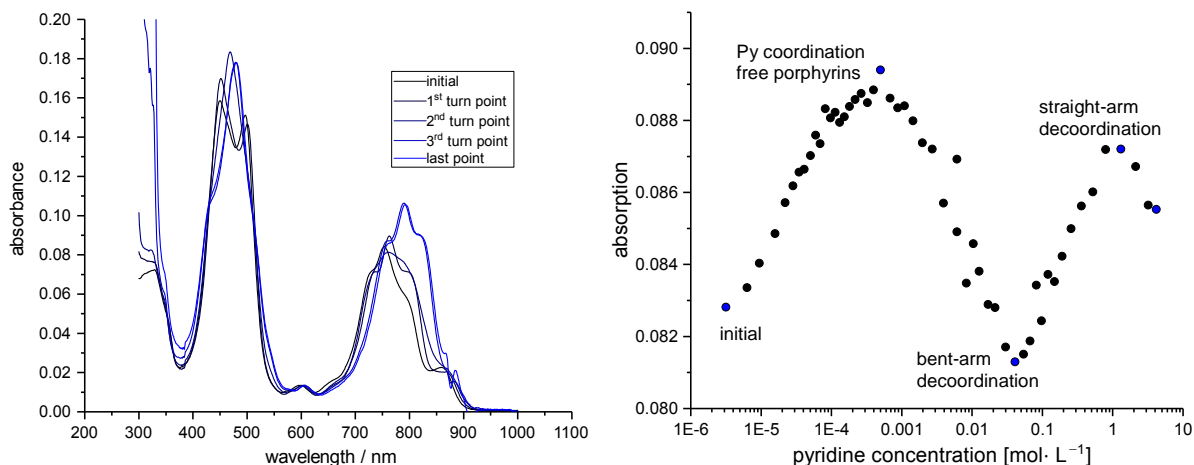 0.20
0.18
0.16
0.14
0.12
0.10
0.08
0.06
0.04
0.02
0.00
absorbance
200 300 400 500 600 700 800 900 1000 1100
wavelength / nm
initial
1st turn point
2nd turn point
3rd turn point
last point
0.090
0.088
0.086
0.084
0.082
0.080
absorption
Py coordination
free porphyrins
straight-arm
decoordination
initial
bent-arm
decoordination
1E-6 1E-5 1E-4 0.001 0.01 0.1 1 10
pyridine concentration [mol· L⁻¹]